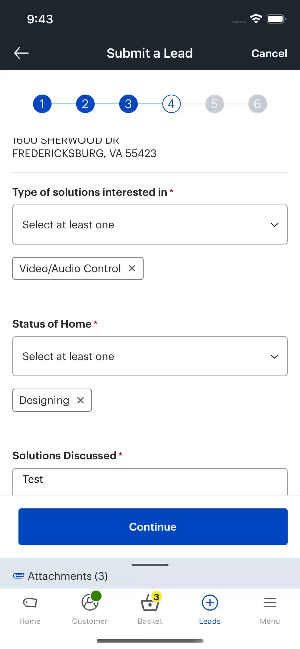 9:43
Submit a Lead
Cancel
1 2 3 4 5 6
1600 SHERWOOD DR
FREDERICKSBURG, VA 55423
Type of solutions interested in *
Select at least one
Video/Audio Control ×
Status of Home *
Select at least one
Designing ×
Solutions Discussed *
Test
Continue
Attachments (3)
3
Home Customer Basket Leads Menu